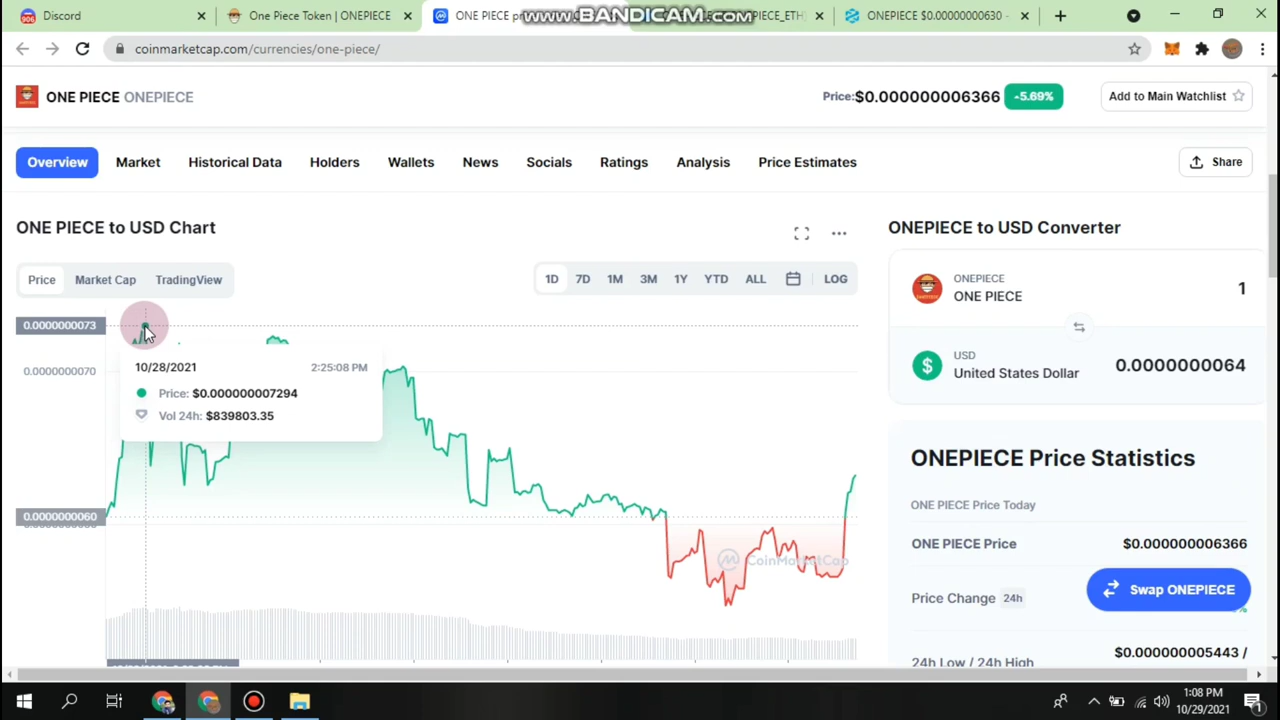 Discord
One Piece Token | ONEPIECE
ONE PIECE pr
www.BANDICAM.com
PIECE_ETH
ONEPIECE $0.00000000630 -
coinmarketcap.com/currencies/one-piece/
ONE PIECE ONEPIECE
Price:$0.000000006366 -5.69%
Add to Main Watchlist
Overview Market Historical Data Holders Wallets News Socials Ratings Analysis Price Estimates
Share
ONE PIECE to USD Chart
Price Market Cap TradingView
1D 7D 1M 3M 1Y YTD ALL LOG
0.0000000073
0.0000000070
10/28/2021 2:25:08 PM
Price: $0.000000007294
Vol 24h: $839803.35
0.0000000060
CoinMarketCap
ONEPIECE to USD Converter
ONEPIECE
ONE PIECE 1
USD
United States Dollar 0.0000000064
ONEPIECE Price Statistics
ONE PIECE Price Today
ONE PIECE Price $0.000000006366
Price Change 24h
Swap ONEPIECE
24h Low / 24h High $0.000000005443 /
1:08 PM
10/29/2021
1